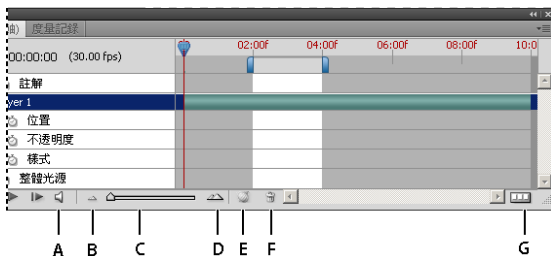 度量記錄
00:00:00 (30.00 fps)
02:00f 04:00f 06:00f 08:00f 10:0
註解
yer 1
位置
不透明度
樣式
整體光源
A B C D E F G